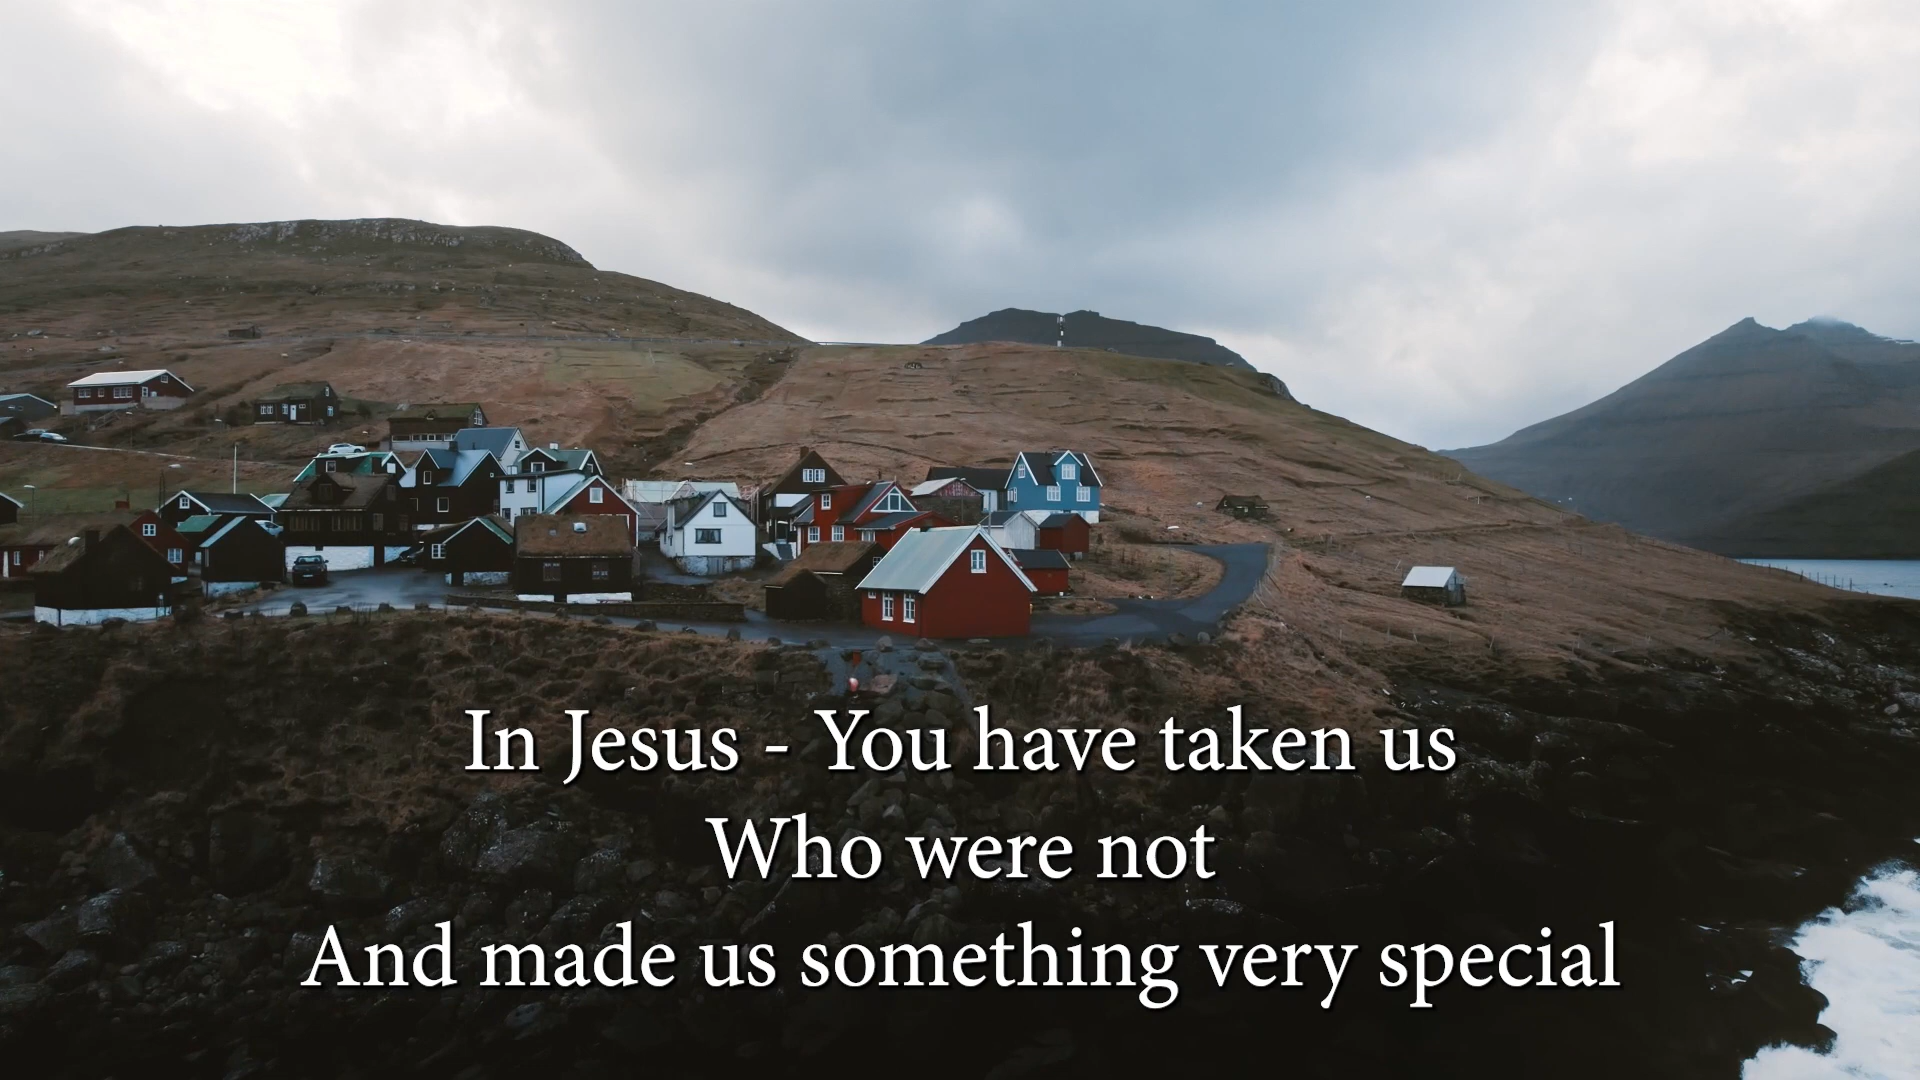 In Jesus - You have taken us
Who were not
And made us something very special